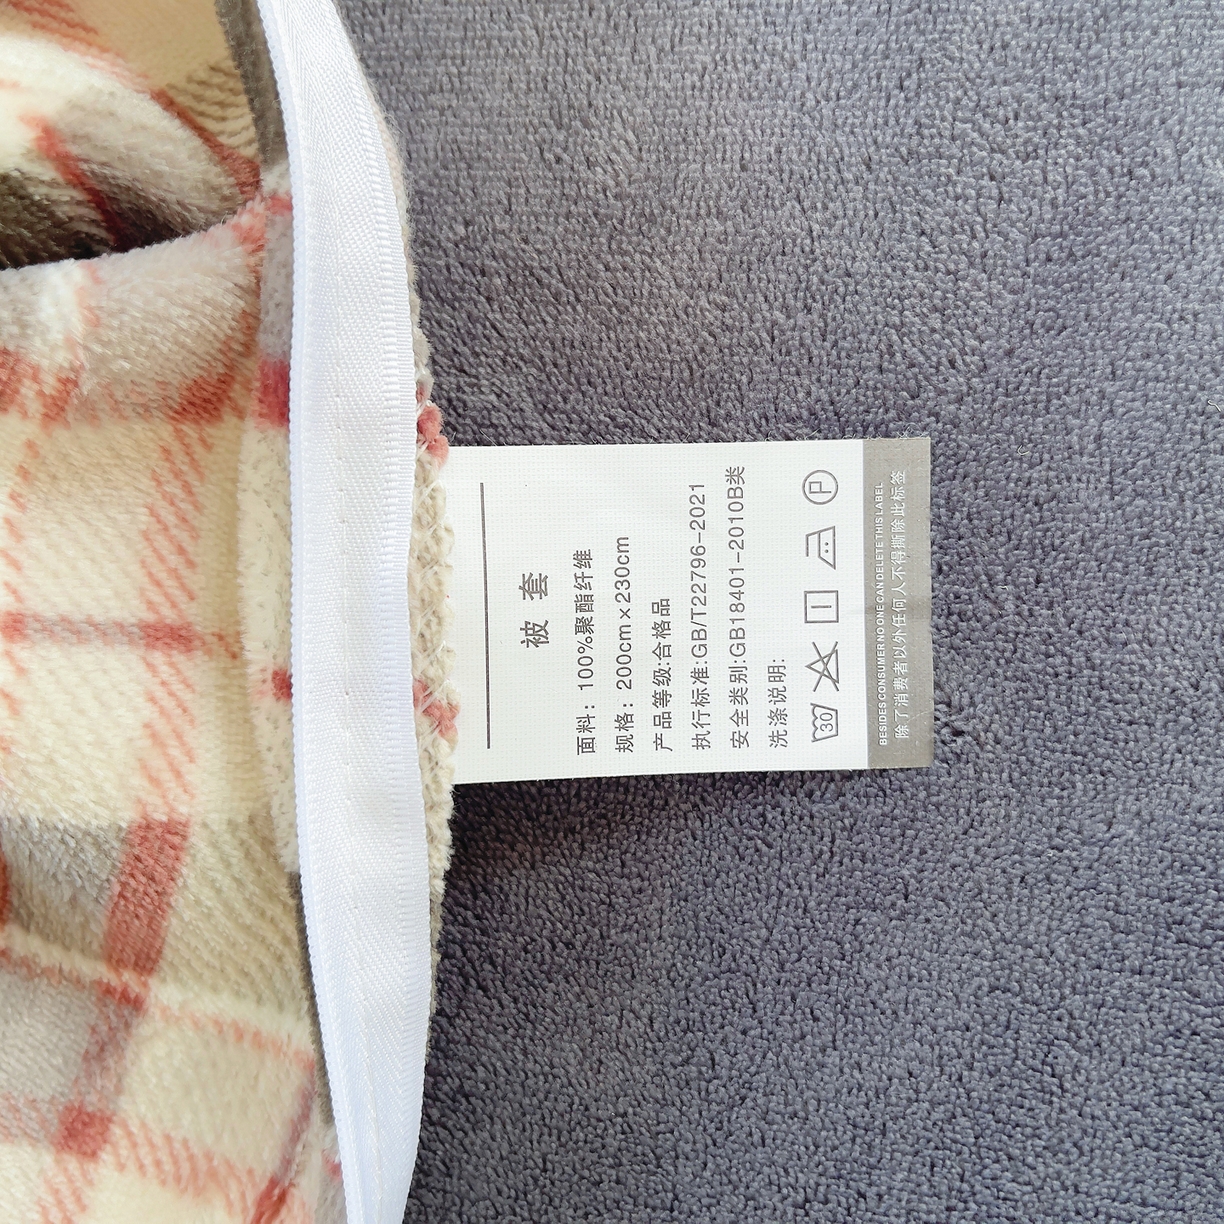 被套
面料：100%聚酯纤维
规格：200cm×230cm
产品等级:合格品
执行标准:GB/T22796-2021
安全类别:GB18401-2010B类
洗涤说明:
30 P
BESIDES CONSUMER NO ONE CAN DELETE THIS LABEL
除了消费者以外任何人不得撕除此标签